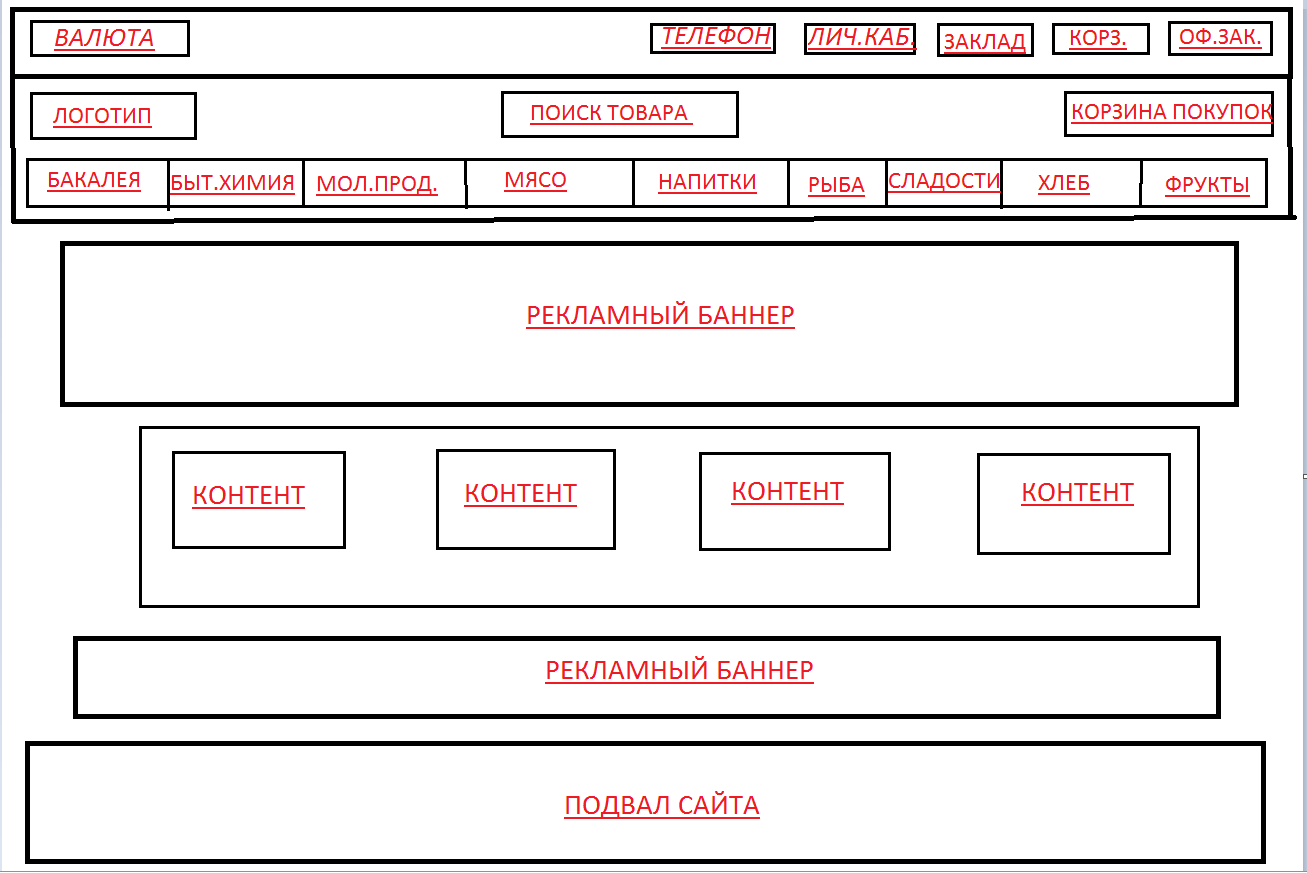 ВАЛЮТА
ТЕЛЕФОН
ЛИЧ.КАБ.
ЗАКЛАД
КОРЗ.
ОФ.ЗАК.
ЛОГОТИП
ПОИСК ТОВАРА
КОРЗИНА ПОКУПОК
БАКАЛЕЯ
БЫТ.ХИМИЯ
МОЛ.ПРОД.
МЯСО
НАПИТКИ
РЫБА
СЛАДОСТИ
ХЛЕБ
ФРУКТЫ
РЕКЛАМНЫЙ БАННЕР
КОНТЕНТ
КОНТЕНТ
КОНТЕНТ
КОНТЕНТ
РЕКЛАМНЫЙ БАННЕР
ПОДВАЛ САЙТА